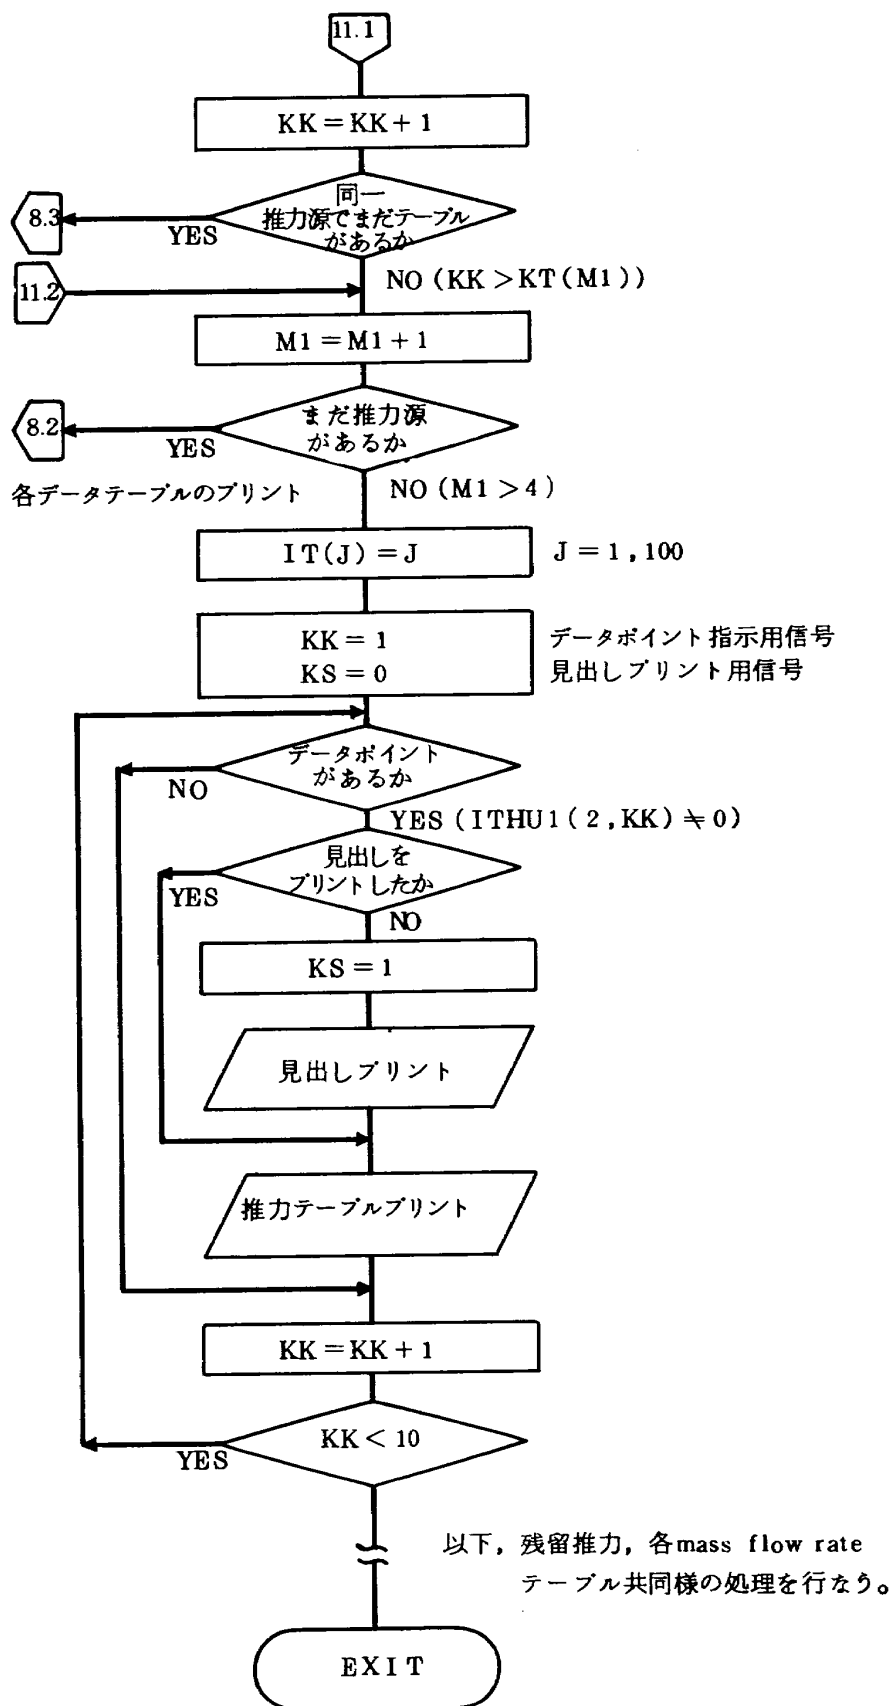 11.1
KK = KK + 1
同一
推力源でまだテーブル
があるか
8.3
YES
NO (KK > KT (M1))
11.2
M1 = M1 + 1
まだ推力源
があるか
8.2
YES
NO (M1 > 4)
各データテーブルのプリント
IT(J) = J
J = 1 , 100
KK = 1
データポイント指示用信号
KS = 0
見出しプリント用信号
データポイント
があるか
NO
YES (ITHU1(2,KK) ≠ 0)
見出しを
プリントしたか
YES
NO
KS = 1
見出しプリント
推力テーブルプリント
KK = KK + 1
KK < 10
YES
以下, 残留推力, 各mass flow rate
テーブル共同様の処理を行なう。
EXIT